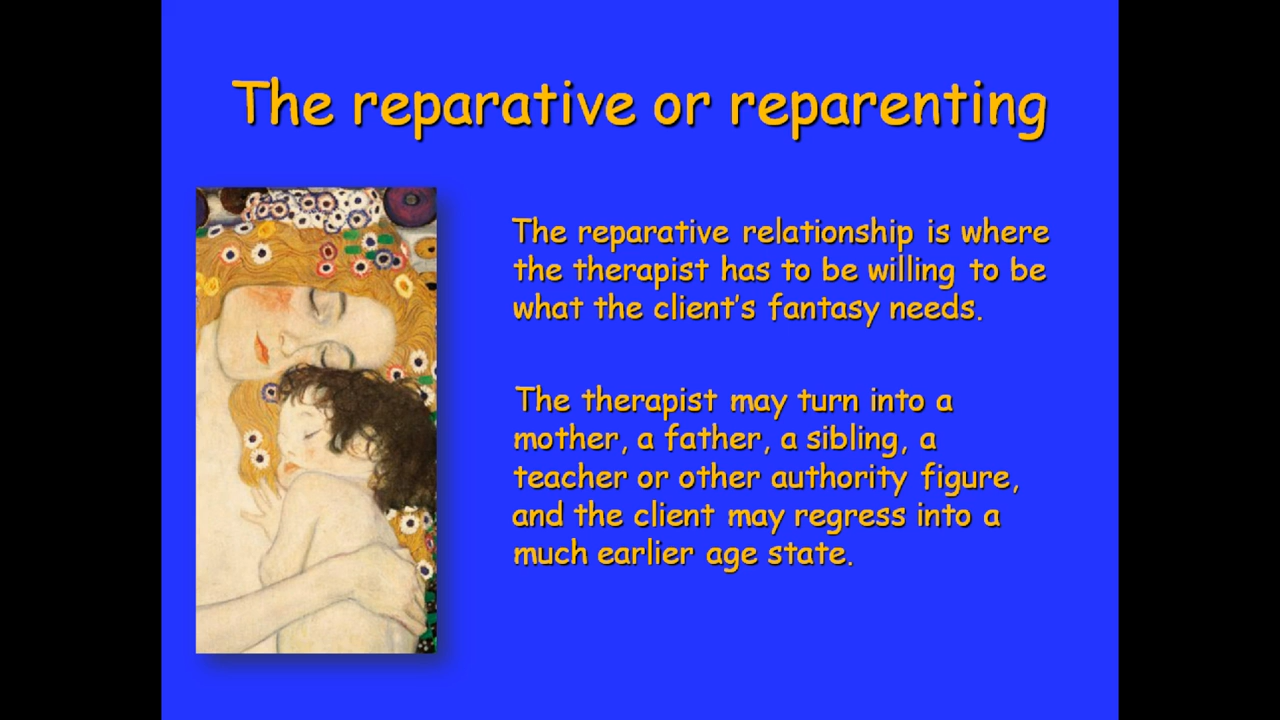 The reparative or reparenting
The reparative relationship is where
the therapist has to be willing to be
what the client's fantasy needs.
The therapist may turn into a
mother, a father, a sibling, a
teacher or other authority figure,
and the client may regress into a
much earlier age state.